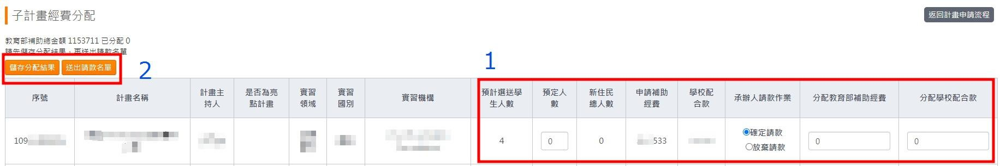 子計畫經費分配
返回計畫申請流程
教育部補助總金額 1153711 已分配 0
請先儲存分配結果，再送出請款名單
儲存分配結果 送出請款名單
2
1
序號
計畫名稱
計畫主
持人
是否為亮
點計畫
實習
領域
實習
國別
實習機構
預計選送學
生人數
預定人
數
新住民
總人數
申請補助
經費
學校配
合款
承辦人請款作業
分配教育部補助經費
分配學校配合款
109
4
0
0
533
確定請款
放棄請款
0
0